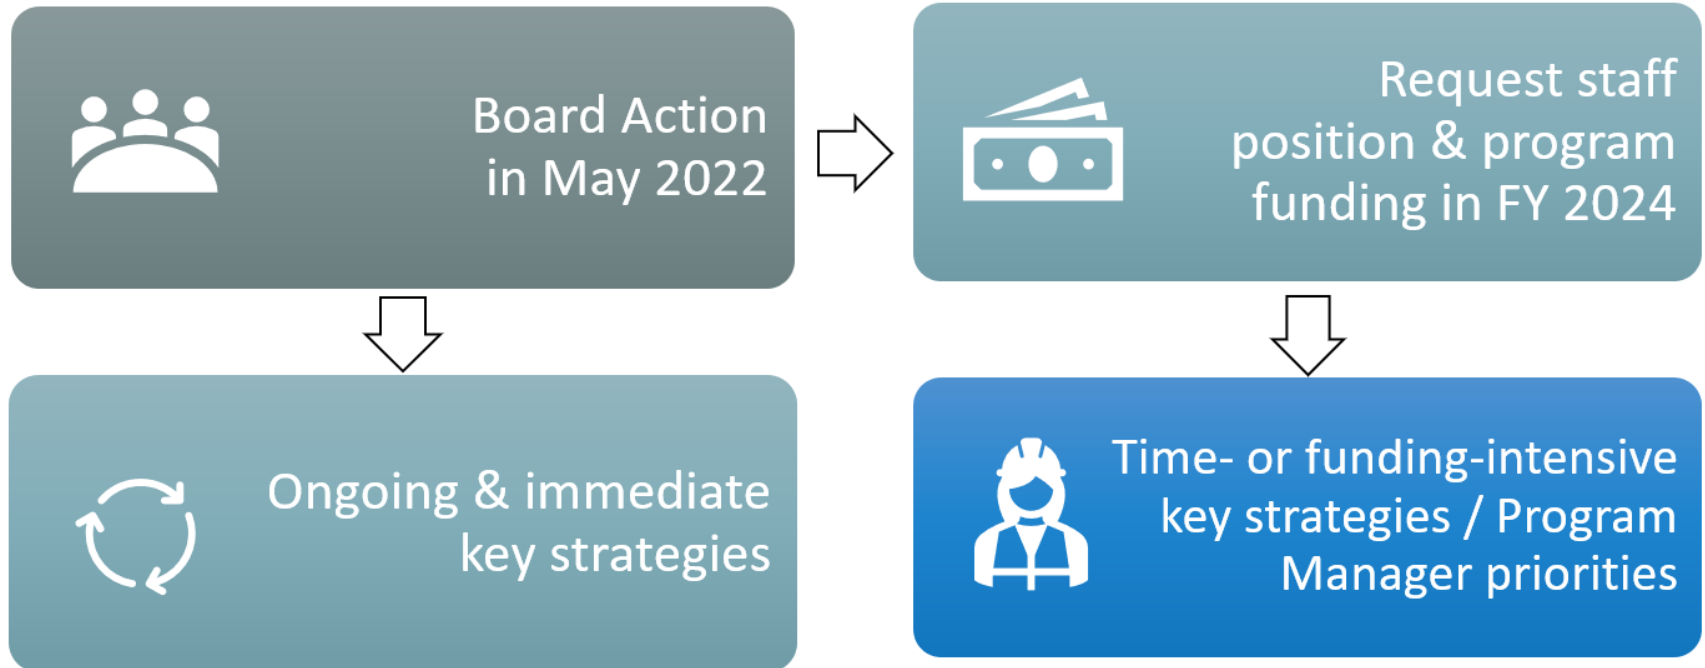 Board Action
in May 2022
Request staff
position & program
funding in FY 2024
Ongoing & immediate
key strategies
Time- or funding-intensive
key strategies / Program
Manager priorities